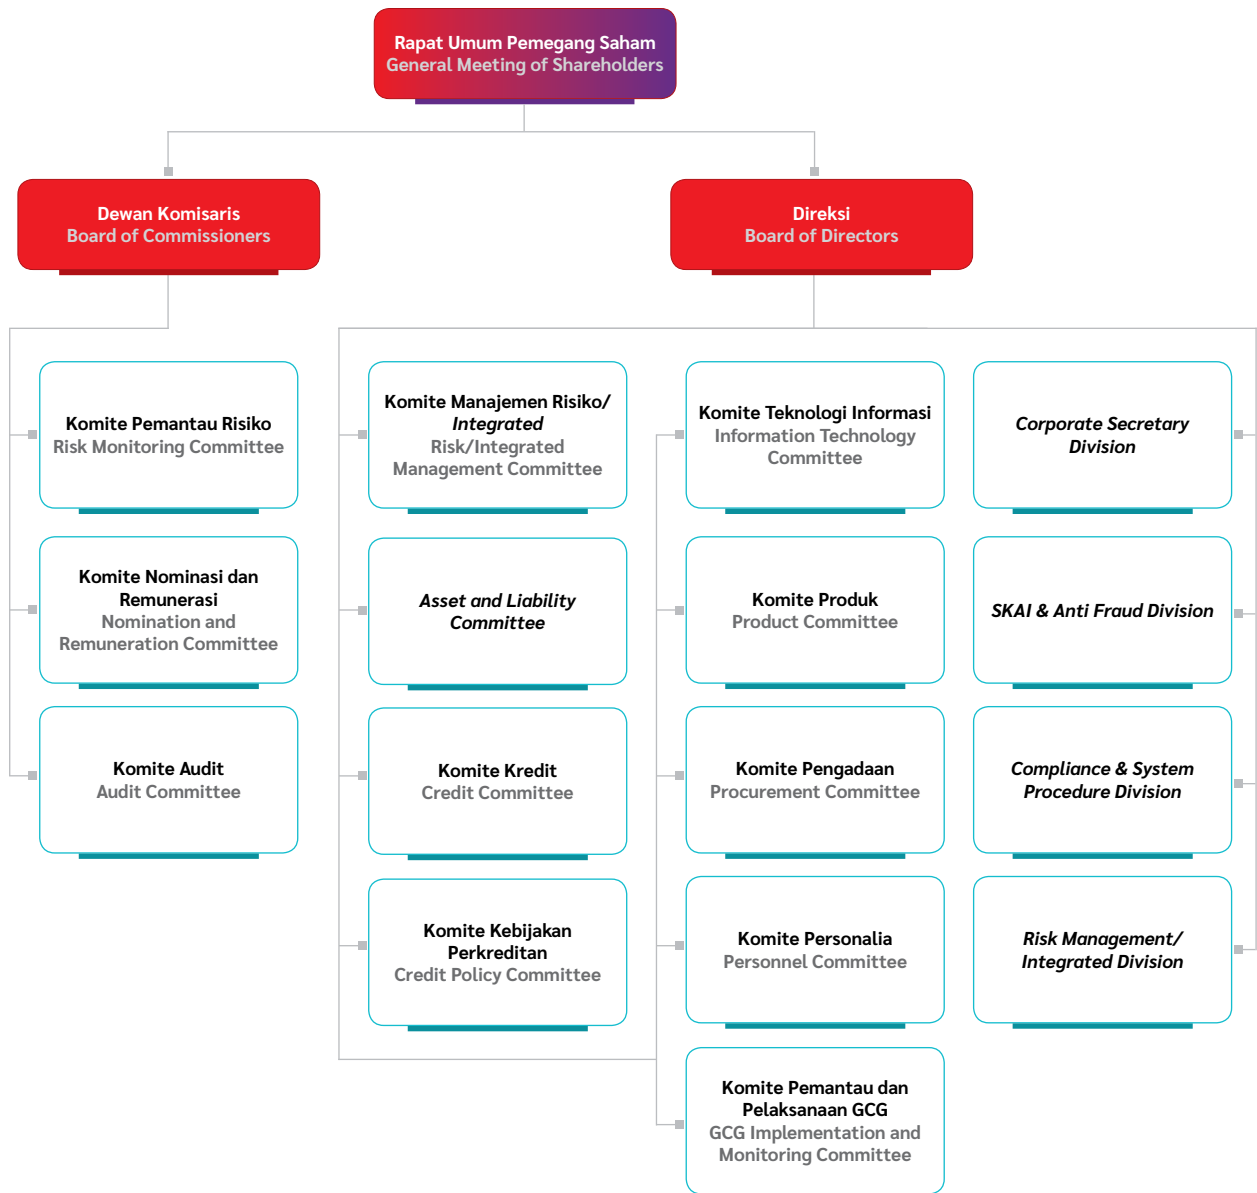 Rapat Umum Pemegang Saham
General Meeting of Shareholders
Dewan Komisaris
Board of Commissioners
Direksi
Board of Directors
Komite Pemantau Risiko
Risk Monitoring Committee
Komite Nominasi dan
Remunerasi
Nomination and
Remuneration Committee
Komite Audit
Audit Committee
Komite Manajemen Risiko/
Integrated
Risk/Integrated
Management Committee
Asset and Liability
Committee
Komite Kredit
Credit Committee
Komite Kebijakan
Perkreditan
Credit Policy Committee
Komite Teknologi Informasi
Information Technology
Committee
Komite Produk
Product Committee
Komite Pengadaan
Procurement Committee
Komite Personalia
Personnel Committee
Komite Pemantau dan
Pelaksanaan GCG
GCG Implementation and
Monitoring Committee
Corporate Secretary
Division
SKAI & Anti Fraud Division
Compliance & System
Procedure Division
Risk Management/
Integrated Division